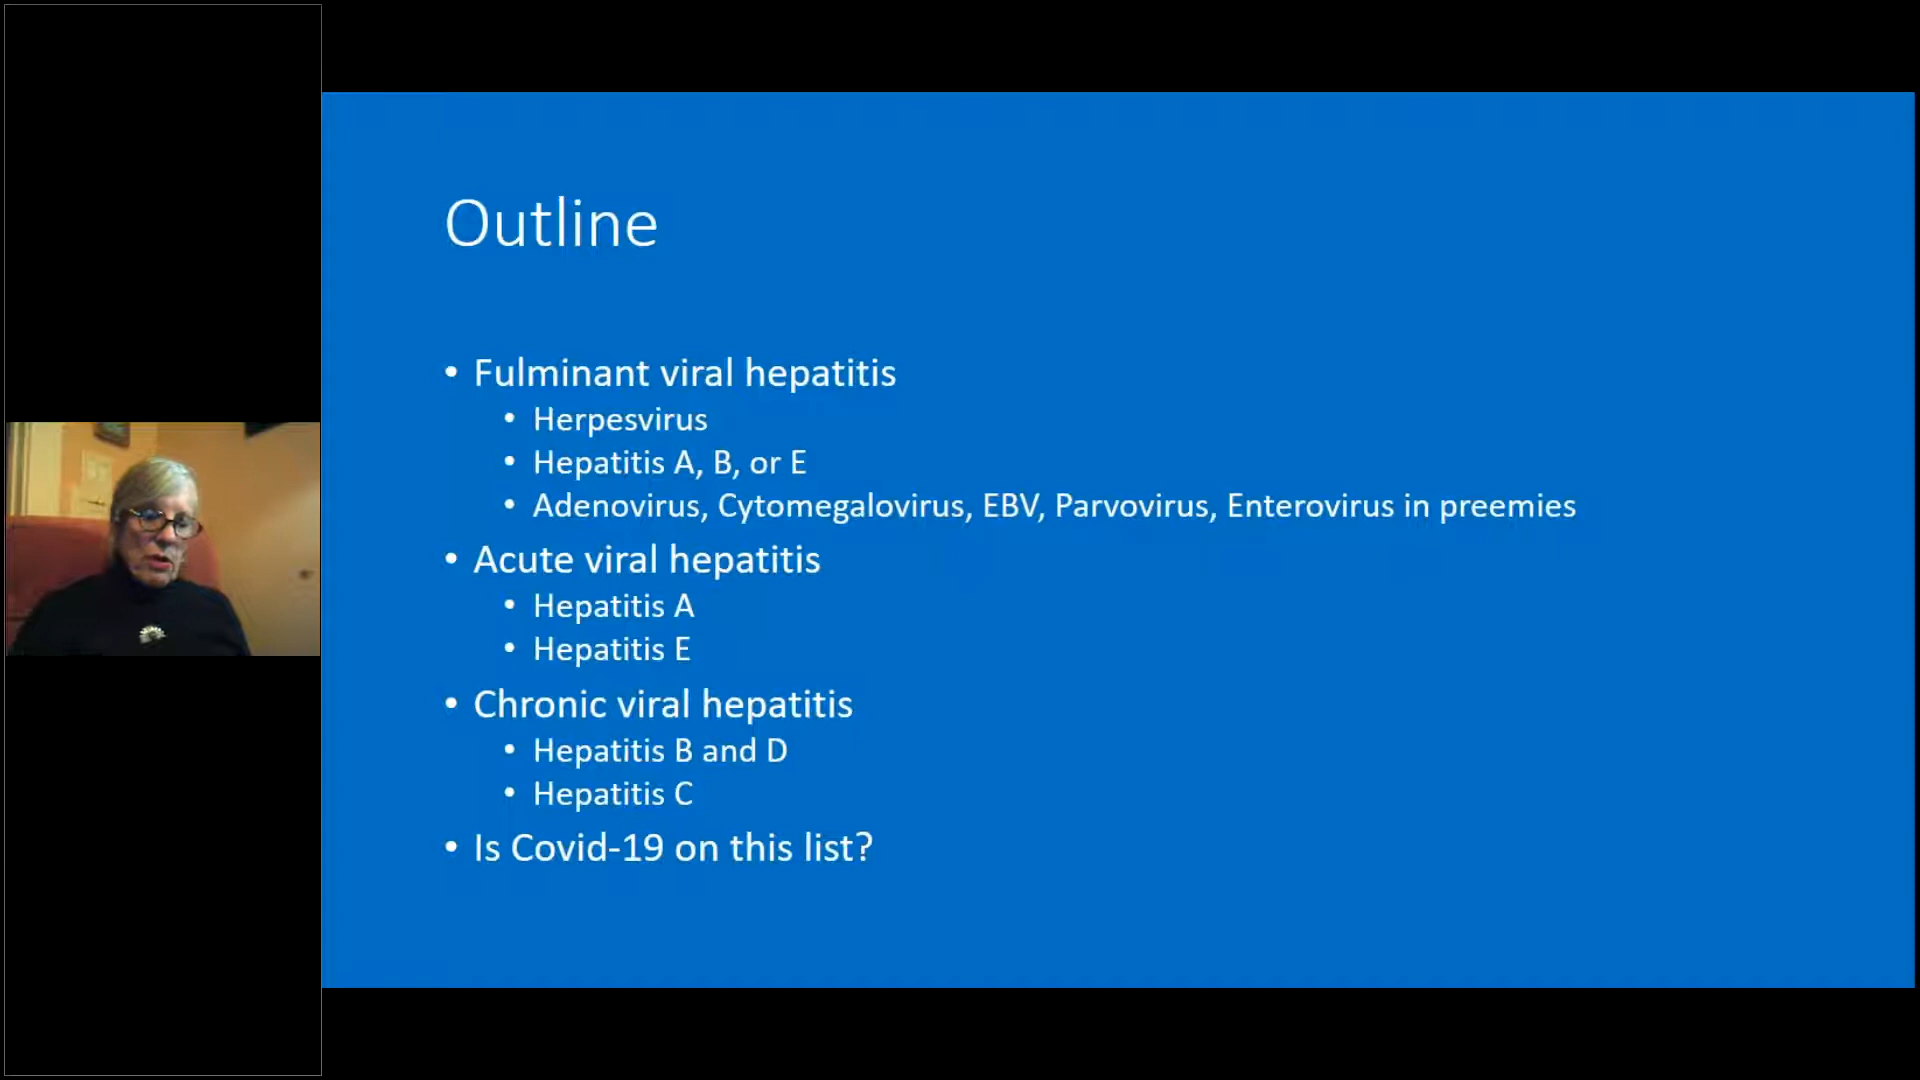 Outline
• Fulminant viral hepatitis
• Herpesvirus
• Hepatitis A, B, or E
• Adenovirus, Cytomegalovirus, EBV, Parvovirus, Enterovirus in preemies
• Acute viral hepatitis
• Hepatitis A
• Hepatitis E
• Chronic viral hepatitis
• Hepatitis B and D
• Hepatitis C
• Is Covid-19 on this list?